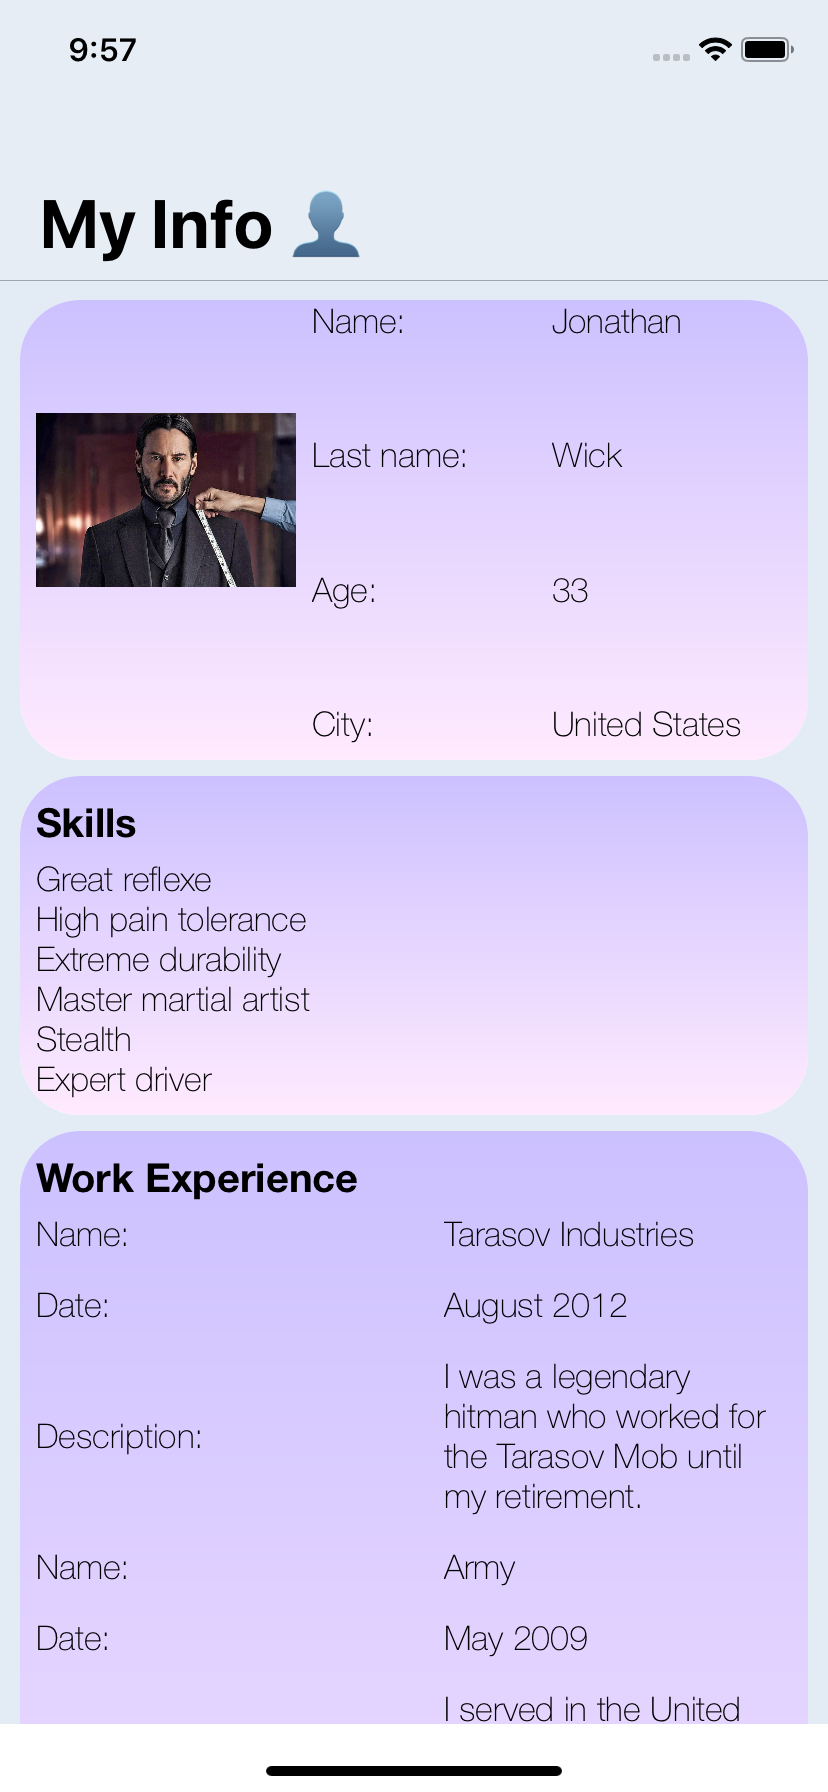 9:57
My Info
Name: Jonathan
Last name: Wick
Age: 33
City: United States
Skills
Great reflexe
High pain tolerance
Extreme durability
Master martial artist
Stealth
Expert driver
Work Experience
Name: Tarasov Industries
Date: August 2012
Description:
I was a legendary
hitman who worked for
the Tarasov Mob until
my retirement.
Name: Army
Date: May 2009
I served in the United